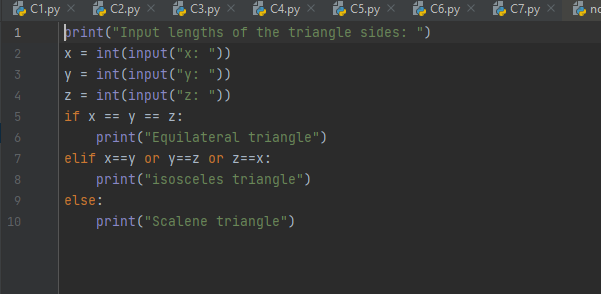 C1.py C2.py C3.py C4.py C5.py C6.py C7.py
1 print("Input lengths of the triangle sides: ")
2 x = int(input("x: "))
3 y = int(input("y: "))
4 z = int(input("z: "))
5 if x == y == z:
6     print("Equilateral triangle")
7 elif x==y or y==z or z==x:
8     print("isosceles triangle")
9 else:
10     print("Scalene triangle")